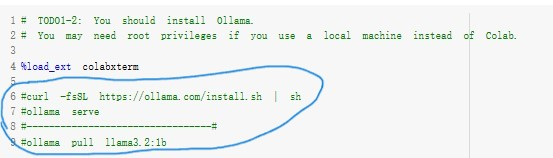 1 # TODO1-2: You should install Ollama.
2 # You may need root privileges if you use a local machine instead of Colab.
3
4 %load_ext colabxterm
5
6 #curl -fsSL https://ollama.com/install.sh | sh
7 #ollama serve
8 #--------------------------------#
9 #ollama pull llama3.2:1b